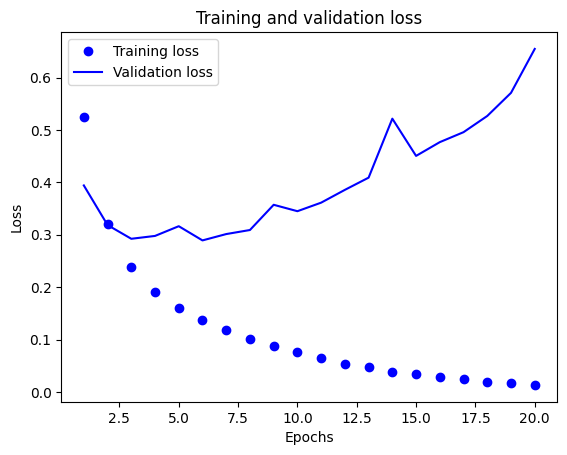 Training and validation loss
Training loss
Validation loss
0.6
0.5
0.4
0.3
0.2
0.1
0.0
Loss
2.5 5.0 7.5 10.0 12.5 15.0 17.5 20.0
Epochs